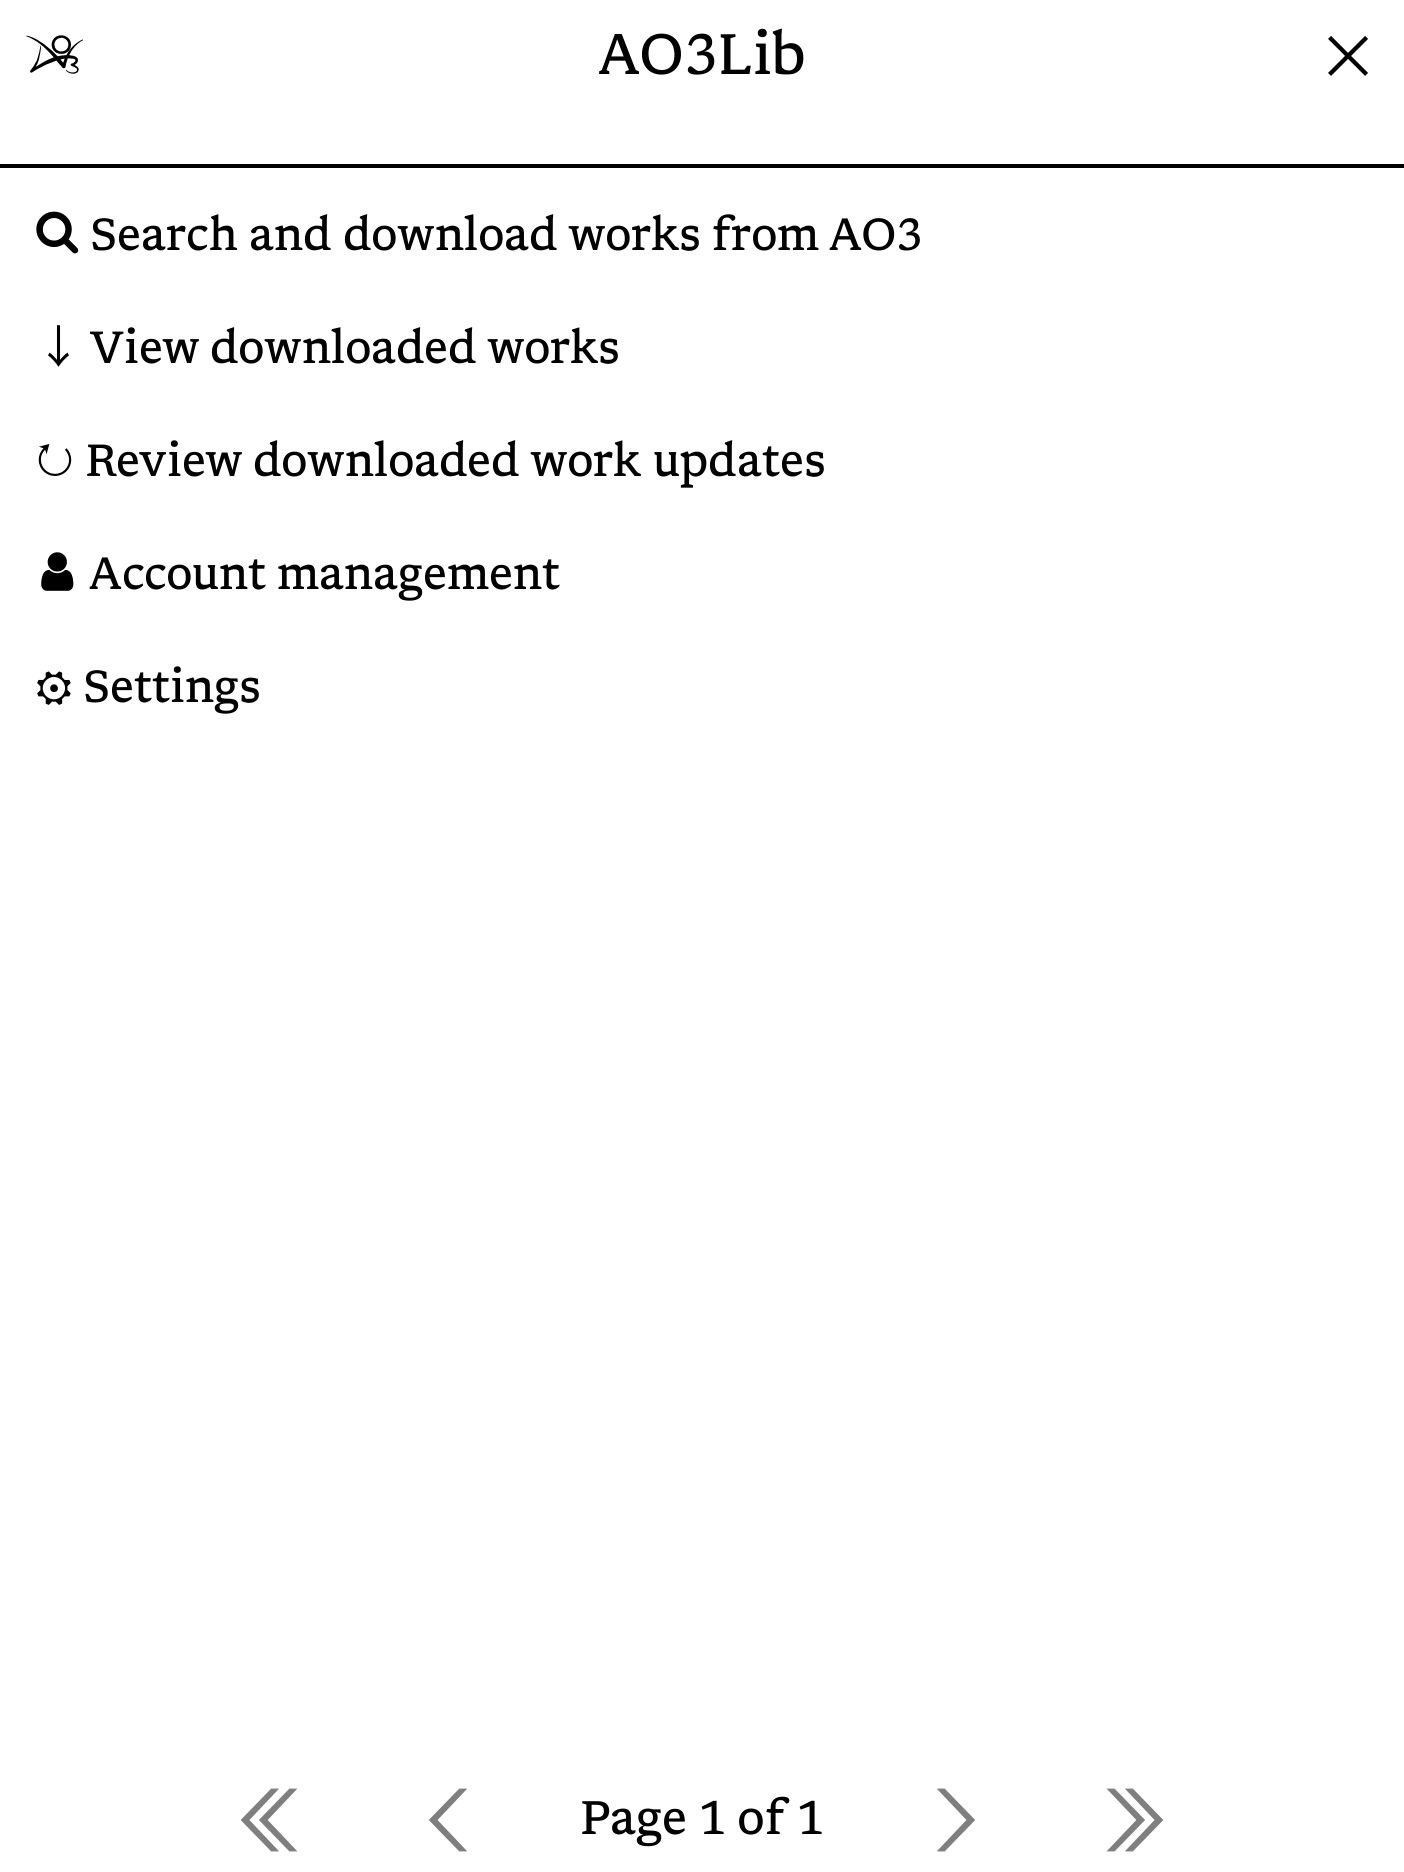 AO3Lib
Search and download works from AO3
View downloaded works
Review downloaded work updates
Account management
Settings
Page 1 of 1